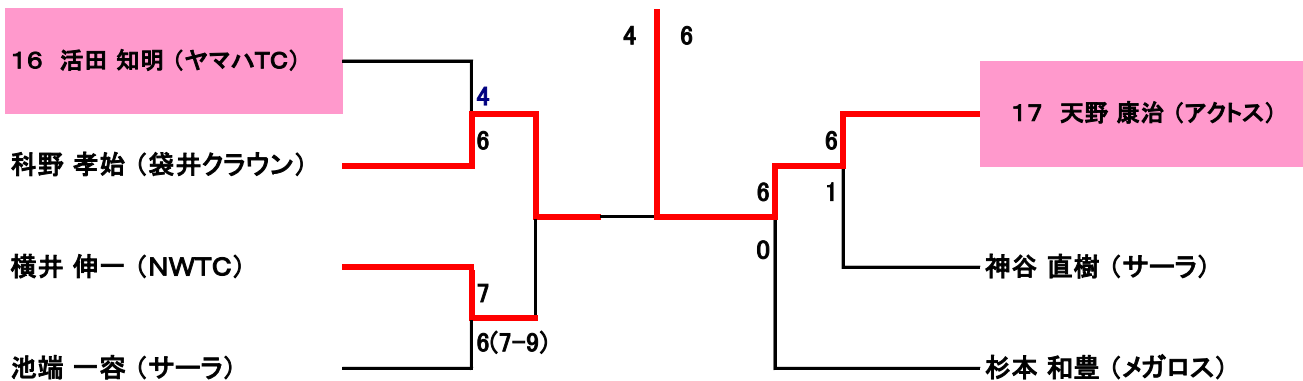 4 6
16 活田 知明 (ヤマハTC)
4
6
科野 孝始 (袋井クラウン)
横井 伸一 (NWTC)
7
6(7-9)
池端 一容 (サーラ)
17 天野 康治 (アクトス)
6
1
6
0
神谷 直樹 (サーラ)
杉本 和豊 (メガロス)